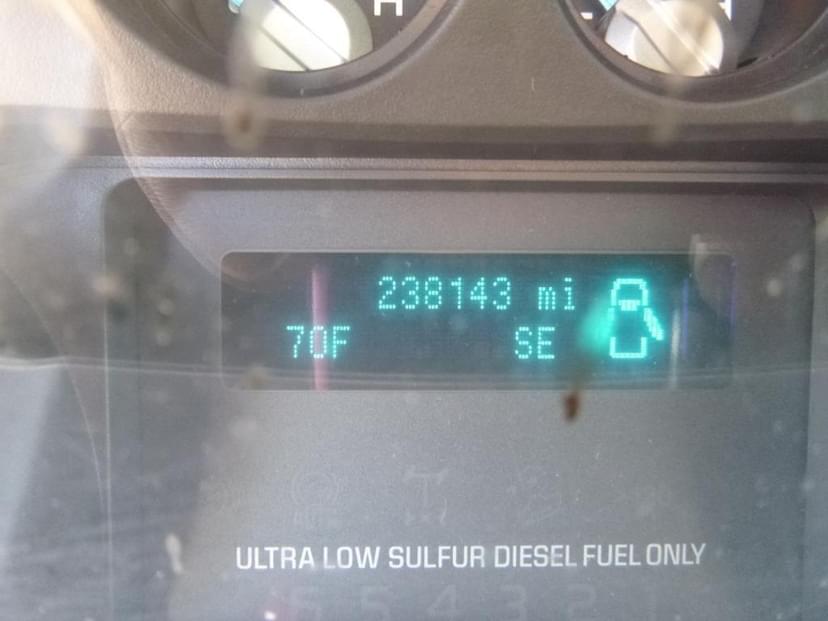 H
238143 mi
70F SE
ULTRA LOW SULFUR DIESEL FUEL ONLY